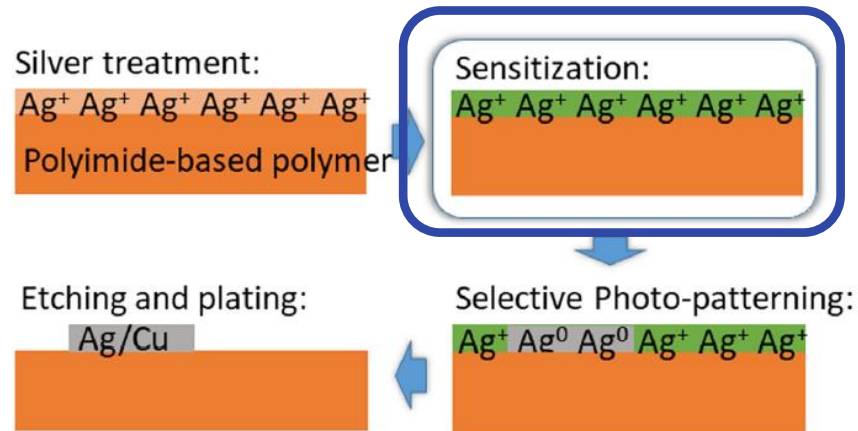 Silver treatment:
Ag⁺ Ag⁺ Ag⁺ Ag⁺ Ag⁺ Ag⁺
Polyimide-based polymer
Sensitization:
Ag⁺ Ag⁺ Ag⁺ Ag⁺ Ag⁺ Ag⁺
Etching and plating:
Ag/Cu
Selective Photo-patterning:
Ag⁺ Ag⁰ Ag⁰ Ag⁺ Ag⁺ Ag⁺